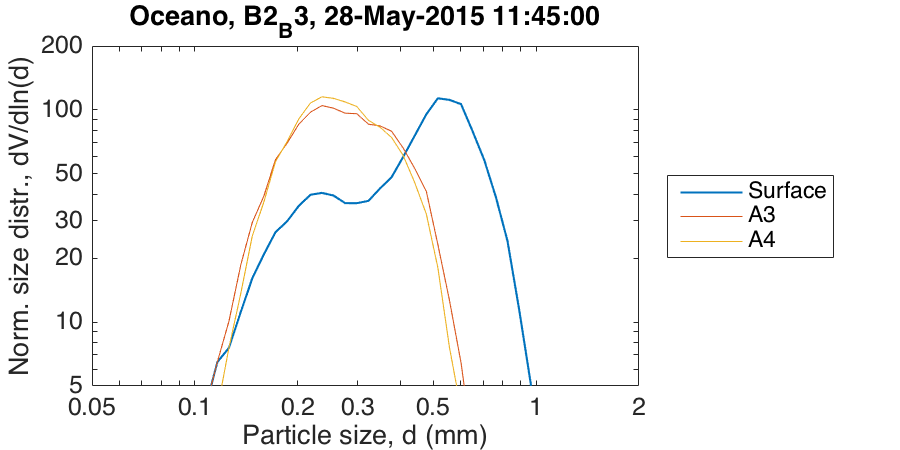 Oceano, B2B3, 28-May-2015 11:45:00
Norm. size distr., dV/dln(d)
200
100
50
30
20
10
5
0.05 0.1 0.2 0.3 0.5 1 2
Particle size, d (mm)
Surface
A3
A4